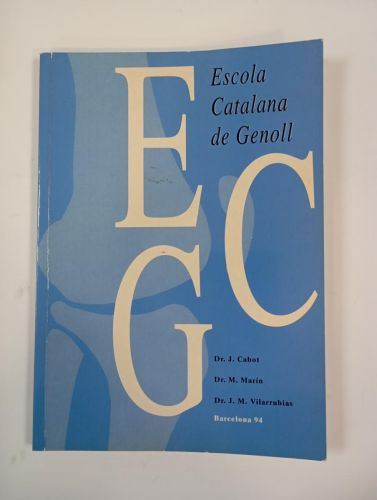 E
Escola
Catalana
de Genoll
C
G
Dr. J. Cabot
Dr. M. Marín
Dr. J. M. Vilarrubias
Barcelona 94